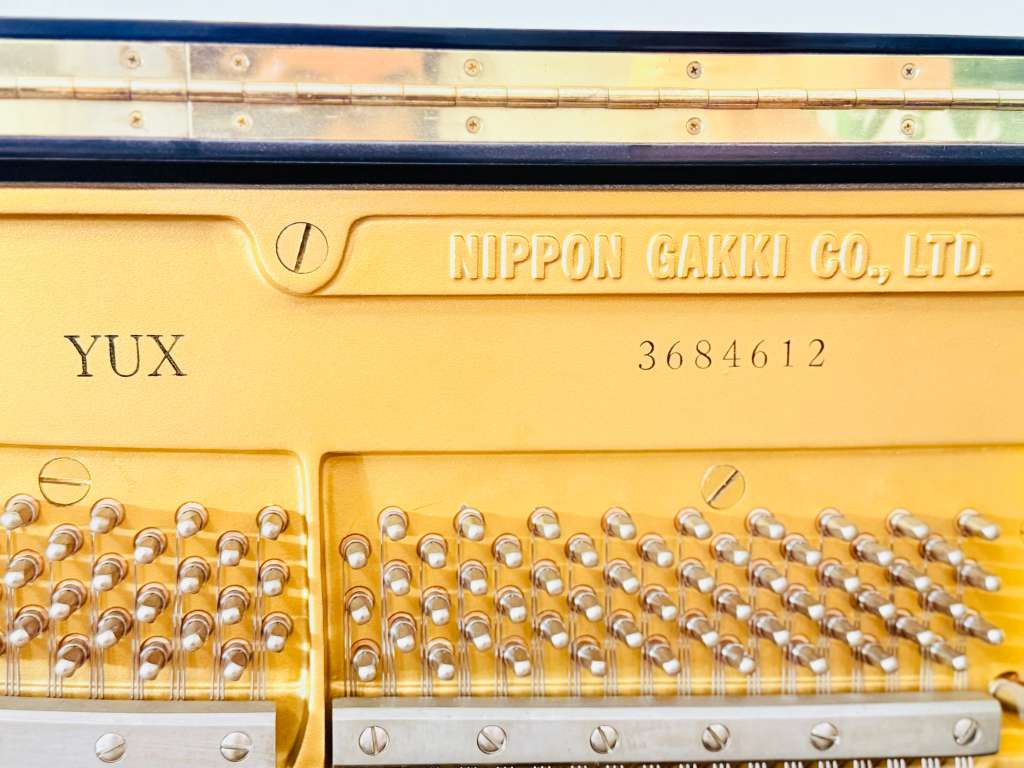 NIPPON GAKKI CO., LTD.
YUX
3684612